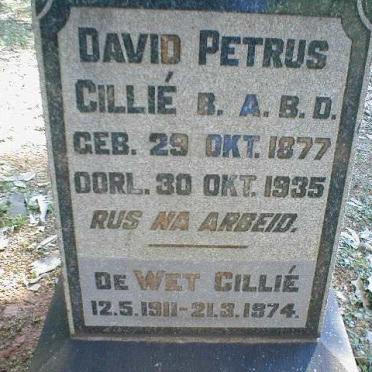 DAVID PETRUS
CILLIÉ B. A. B. D.
GEB. 29 OKT. 1877
OORL. 30 OKT. 1935
RUS NA ARBEID.
DE WET CILLIÉ
12.5.1911-21.3.1974.